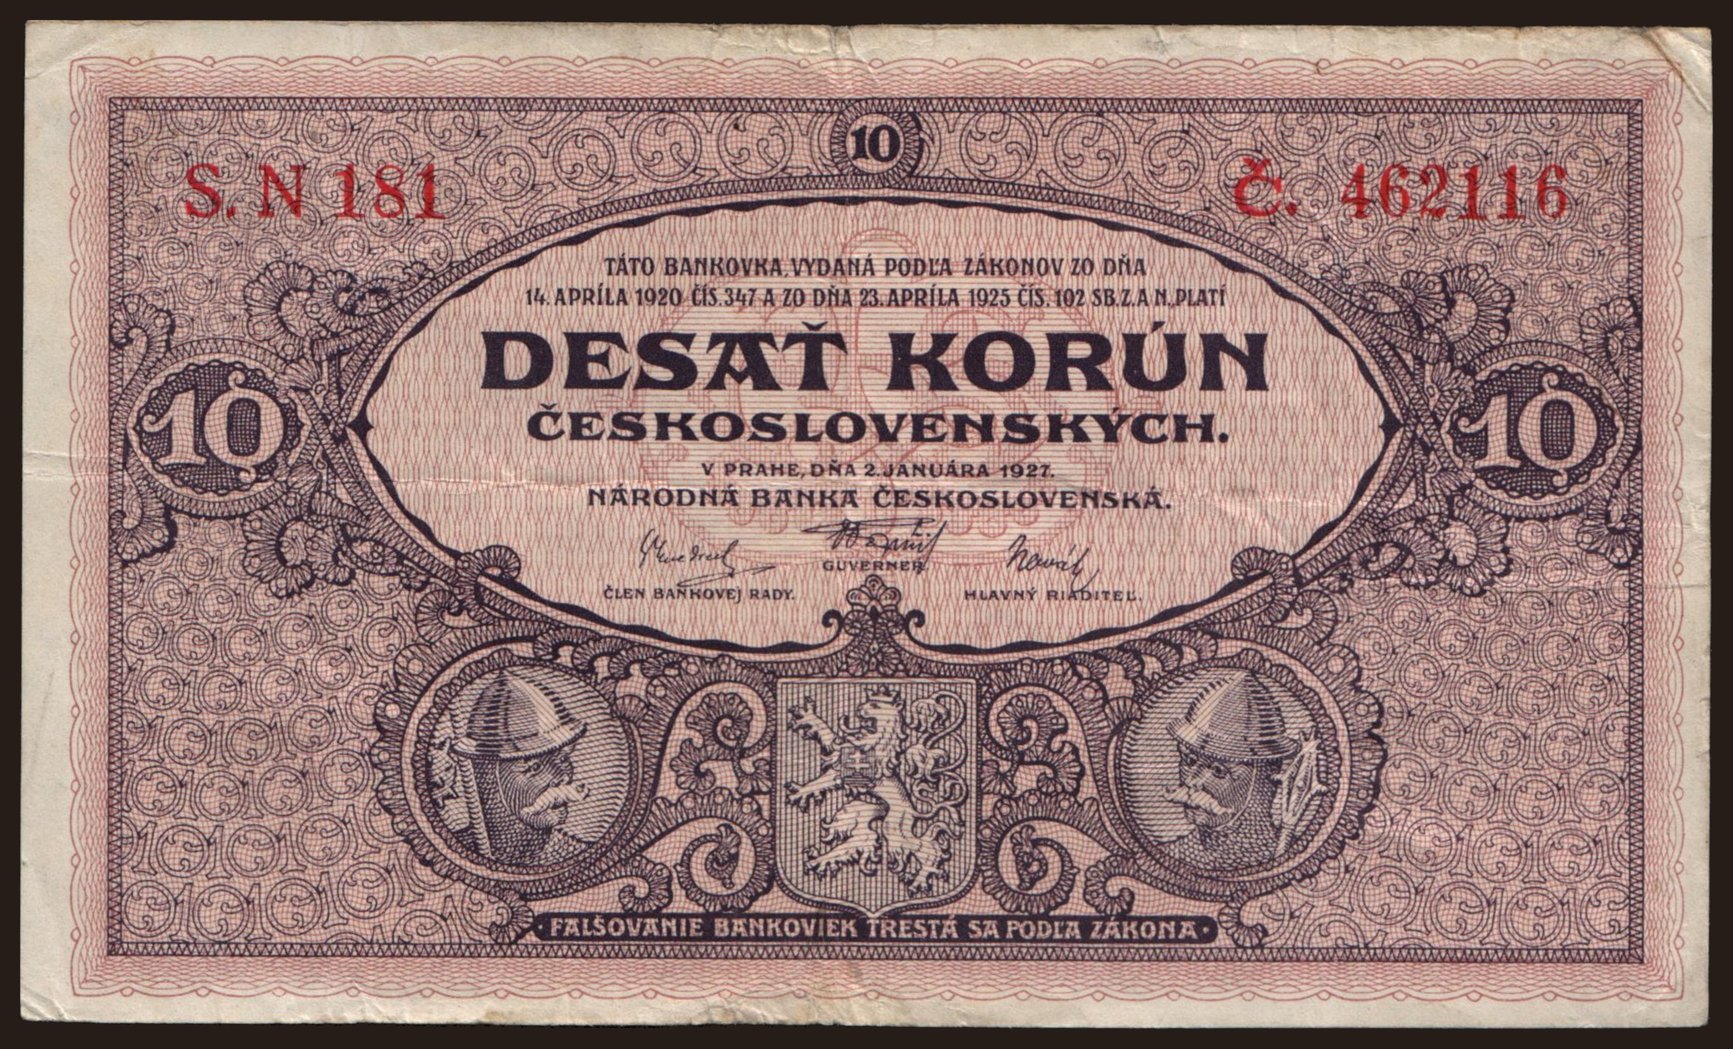 10
S. N 181
Č. 462116
TÁTO BANKOVKA, VYDANÁ PODĽA ZÁKONOV ZO DŇA
14. APRÍLA 1920 ČÍS. 347 A ZO DŇA 23. APRÍLA 1925 ČÍS. 102 SB. Z. A N., PLATÍ
DESAŤ KORÚN
ČESKOSLOVENSKÝCH.
10
10
V PRAHE, DŇA 2. JANUÁRA 1927.
NÁRODNÁ BANKA ČESKOSLOVENSKÁ.
GUVERNER.
ČLEN BANKOVEJ RADY.
HLAVNÝ RIADITEĽ.
FALŠOVANIE BANKOVIEK TRESTÁ SA PODĽA ZÁKONA